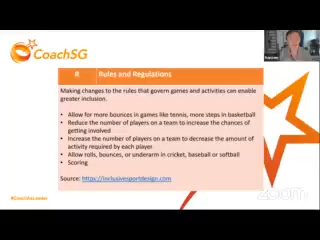 CoachSG
R
Rules and Regulations
Making changes to the rules that govern games and activities can enable
greater inclusion.
• Allow for more bounces in games like tennis, more steps in basketball
• Reduce the number of players on a team to increase the chances of
getting involved
• Increase the number of players on a team to decrease the amount of
activity required by each player
• Allow rolls, bounces, or underarm in cricket, baseball or softball
• Scoring
Source: https://inclusivesportdesign.com
zoom